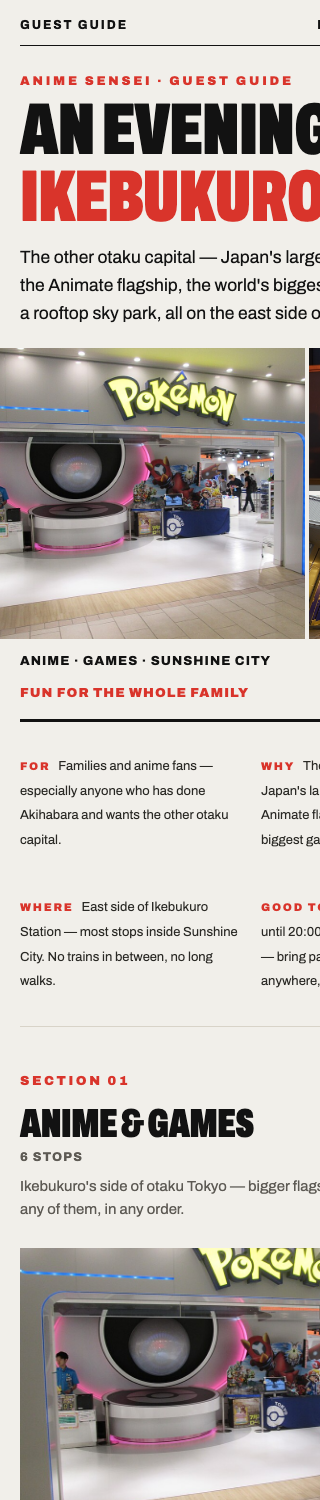 GUEST GUIDE
ANIME SENSEI · GUEST GUIDE
AN EVENING
IKEBUKURO
The other otaku capital — Japan's large
the Animate flagship, the world's bigges
a rooftop sky park, all on the east side o
POKéMON
ANIME · GAMES · SUNSHINE CITY
FUN FOR THE WHOLE FAMILY
FOR Families and anime fans —
especially anyone who has done
Akihabara and wants the other otaku
capital.
WHY The
Japan's la
Animate fla
biggest ga
WHERE East side of Ikebukuro
Station — most stops inside Sunshine
City. No trains in between, no long
walks.
GOOD TO
until 20:00
— bring pa
anywhere,
SECTION 01
ANIME & GAMES
6 STOPS
Ikebukuro's side of otaku Tokyo — bigger flags
any of them, in any order.
POKéM